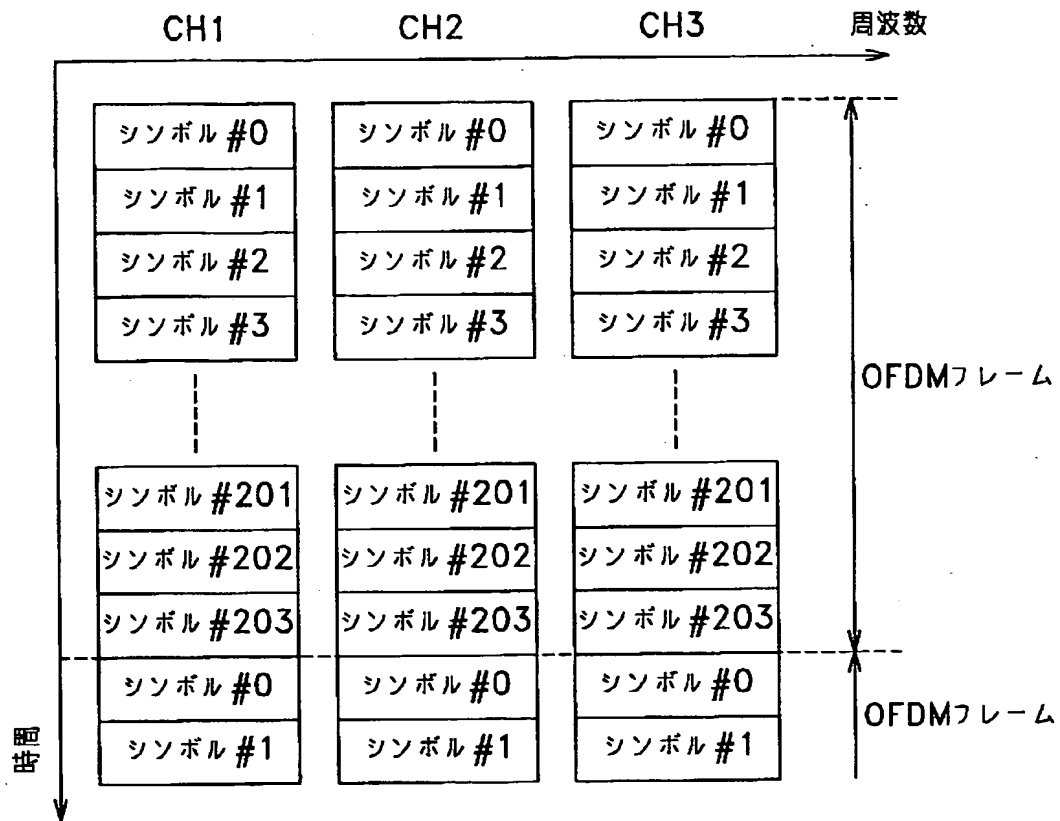 CH1 CH2 CH3 周波数
シンボル #0 シンボル #0 シンボル #0
シンボル #1 シンボル #1 シンボル #1
シンボル #2 シンボル #2 シンボル #2
シンボル #3 シンボル #3 シンボル #3
OFDMフレーム
シンボル #201 シンボル #201 シンボル #201
シンボル #202 シンボル #202 シンボル #202
シンボル #203 シンボル #203 シンボル #203
シンボル #0 シンボル #0 シンボル #0
OFDMフレーム
シンボル #1 シンボル #1 シンボル #1
時間